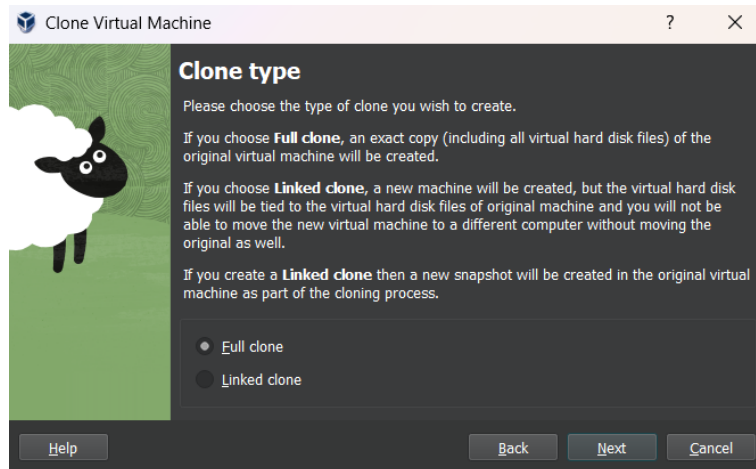 Clone Virtual Machine
?
Clone type
Please choose the type of clone you wish to create.
If you choose Full clone, an exact copy (including all virtual hard disk files) of the
original virtual machine will be created.
If you choose Linked clone, a new machine will be created, but the virtual hard disk
files will be tied to the virtual hard disk files of original machine and you will not be
able to move the new virtual machine to a different computer without moving the
original as well.
If you create a Linked clone then a new snapshot will be created in the original virtual
machine as part of the cloning process.
Full clone
Linked clone
Help
Back
Next
Cancel